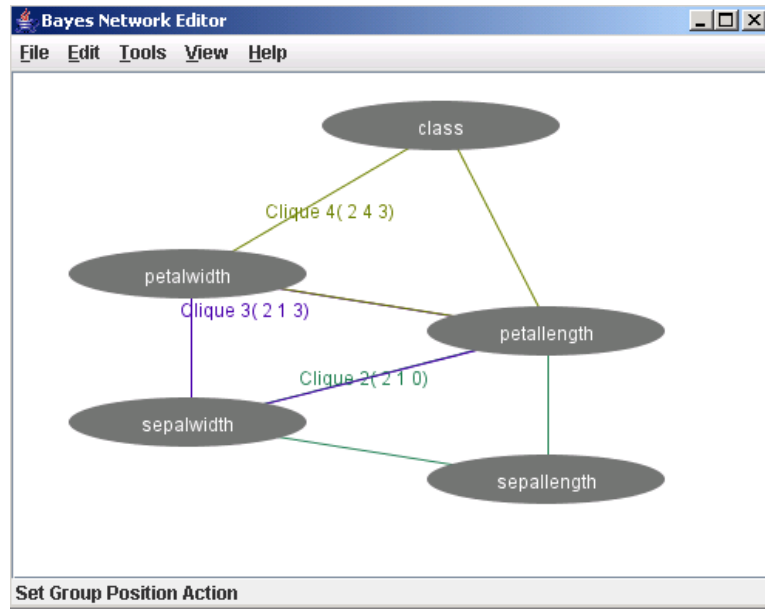 Bayes Network Editor
File Edit Tools View Help
class
Clique 4( 2 4 3)
petalwidth
Clique 3( 2 1 3)
petallength
Clique 2( 2 1 0)
sepalwidth
sepallength
Set Group Position Action